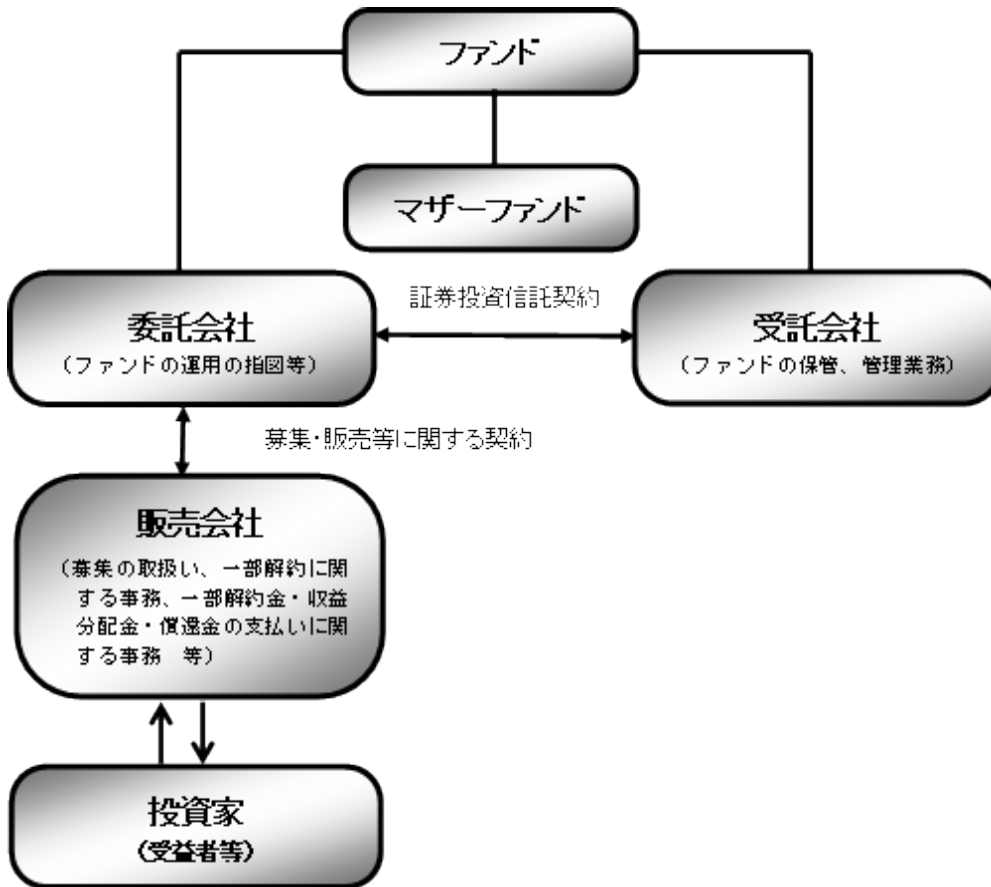 ファンド
マザーファンド
証券投資信託契約
委託会社
(ファンドの運用の指図等)
受託会社
(ファンドの保管、管理業務)
募集・販売等に関する契約
販売会社
(募集の取扱い、一部解約に関
する事務、一部解約金・収益
分配金・償還金の支払いに関
する事務　等)
投資家
(受益者等)